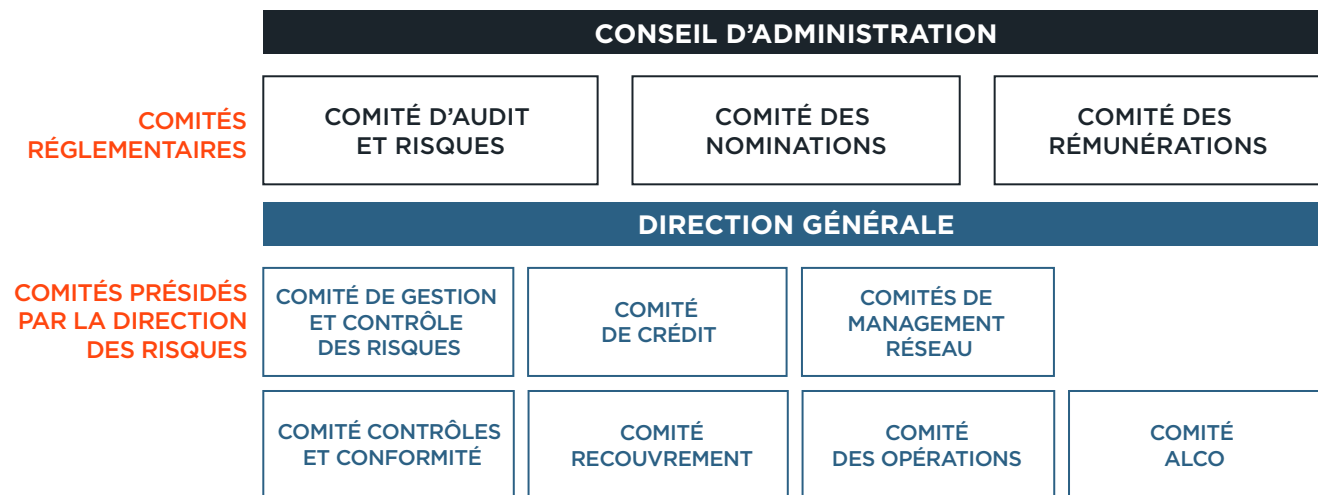 CONSEIL D’ADMINISTRATION
COMITÉS
RÉGLEMENTAIRES
COMITÉ D’AUDIT
ET RISQUES
COMITÉ DES
NOMINATIONS
COMITÉ DES
RÉMUNÉRATIONS
DIRECTION GÉNÉRALE
COMITÉS PRÉSIDÉS
PAR LA DIRECTION
DES RISQUES
COMITÉ DE GESTION
ET CONTRÔLE
DES RISQUES
COMITÉ
DE CRÉDIT
COMITÉS DE
MANAGEMENT
RÉSEAU
COMITÉ CONTRÔLES
ET CONFORMITÉ
COMITÉ
RECOUVREMENT
COMITÉ
DES OPÉRATIONS
COMITÉ
ALCO